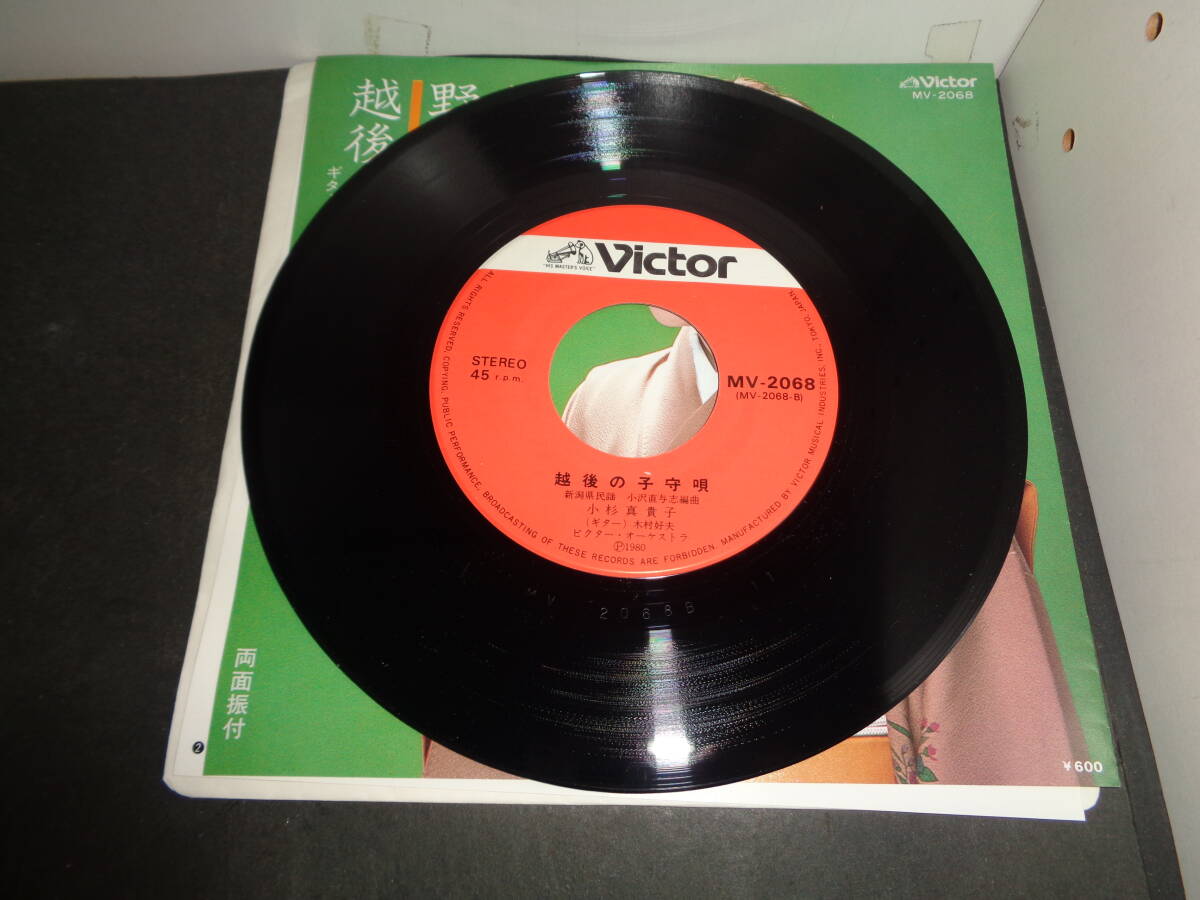 越後
野
ギタ
Victor
MV-2068
Victor
"HIS MASTER'S VOICE"
STEREO
45 r.p.m.
MV-2068
(MV-2068-B)
越後の子守唄
新潟県民謡 小沢直与志編曲
小杉真貴子
(ギター)木村好夫
ビクター・オーケストラ
Ⓟ1980
ALL RIGHTS RESERVED. COPYING, PUBLIC PERFORMANCE, BROADCASTING OF THESE RECORDS ARE FORBIDDEN. MANUFACTURED BY VICTOR MUSICAL INDUSTRIES, INC., TOKYO, JAPAN
MV 2068B 11
両面振付
❷
¥600